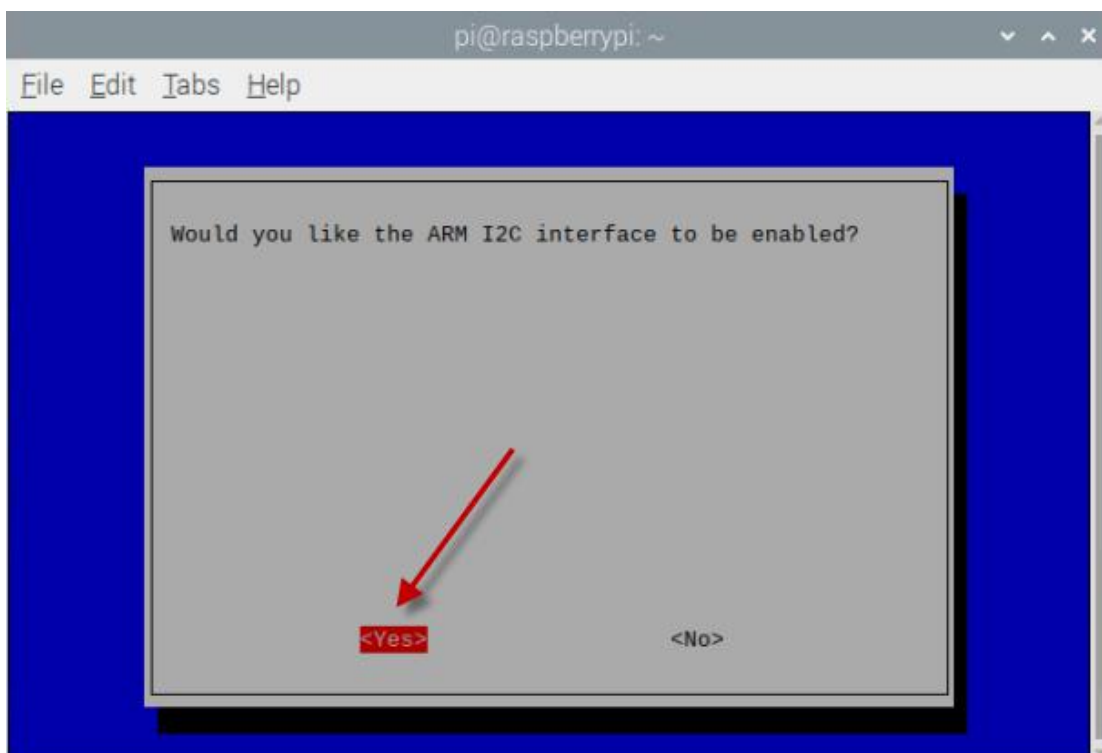 pi@raspberrypi: ~
File Edit Tabs Help
Would you like the ARM I2C interface to be enabled?
<Yes> <No>